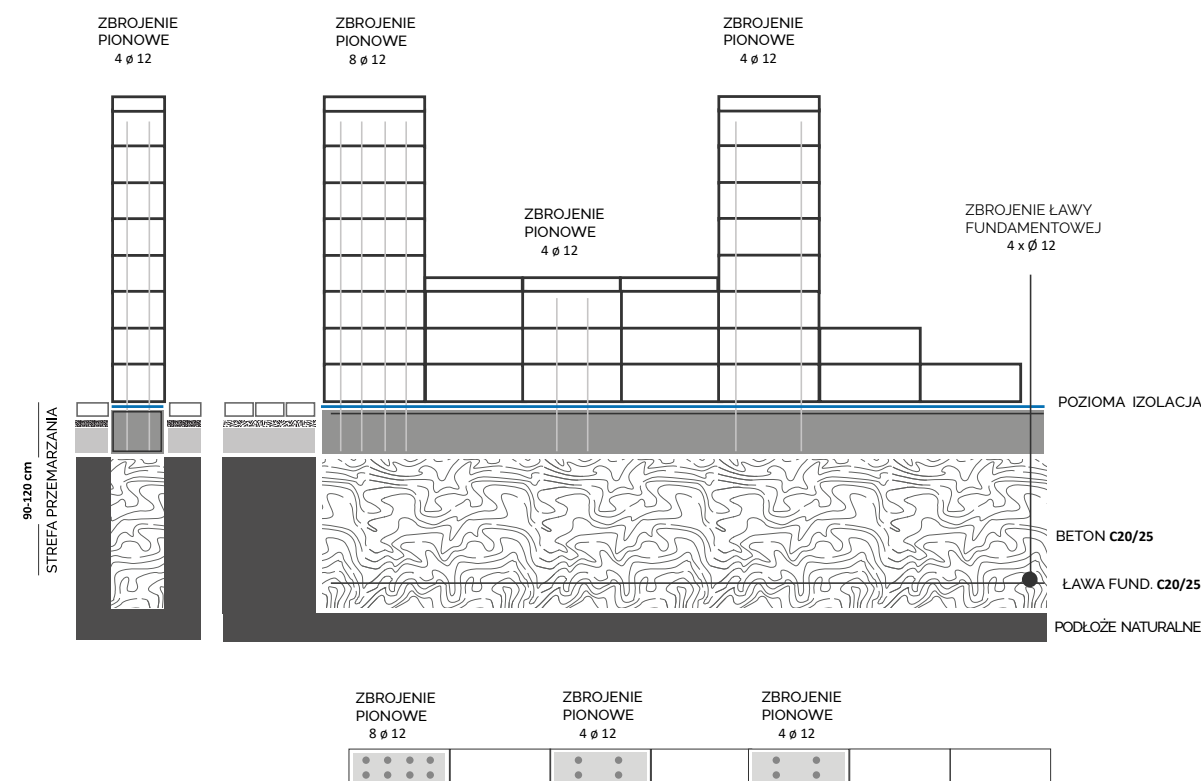 ZBROJENIE
PIONOWE
4 ø 12
ZBROJENIE
PIONOWE
8 ø 12
ZBROJENIE
PIONOWE
4 ø 12
ZBROJENIE
PIONOWE
4 ø 12
ZBROJENIE ŁAWY
FUNDAMENTOWEJ
4 x Ø 12
POZIOMA IZOLACJA
90-120 cm
STREFA PRZEMARZANIA
BETON C20/25
ŁAWA FUND. C20/25
PODŁOŻE NATURALNE
ZBROJENIE
PIONOWE
8 ø 12
ZBROJENIE
PIONOWE
4 ø 12
ZBROJENIE
PIONOWE
4 ø 12